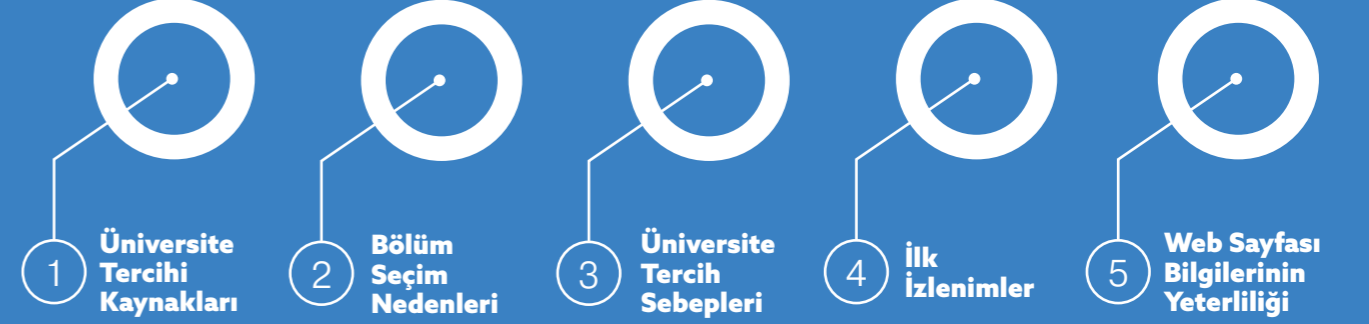 1
Üniversite
Tercihi
Kaynakları
2
Bölüm
Seçim
Nedenleri
3
Üniversite
Tercih
Sebepleri
4
İlk
İzlenimler
5
Web Sayfası
Bilgilerinin
Yeterliliği